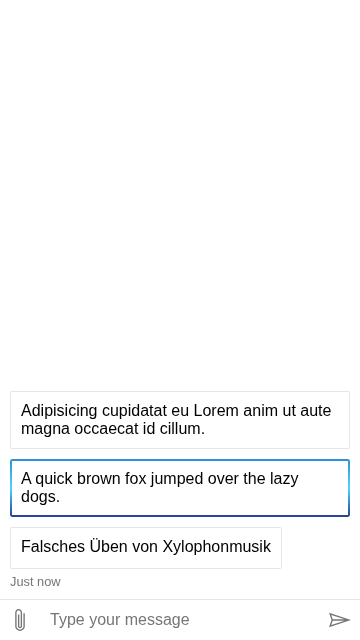 Adipisicing cupidatat eu Lorem anim ut aute
magna occaecat id cillum.
A quick brown fox jumped over the lazy
dogs.
Falsches Üben von Xylophonmusik
Just now
Type your message